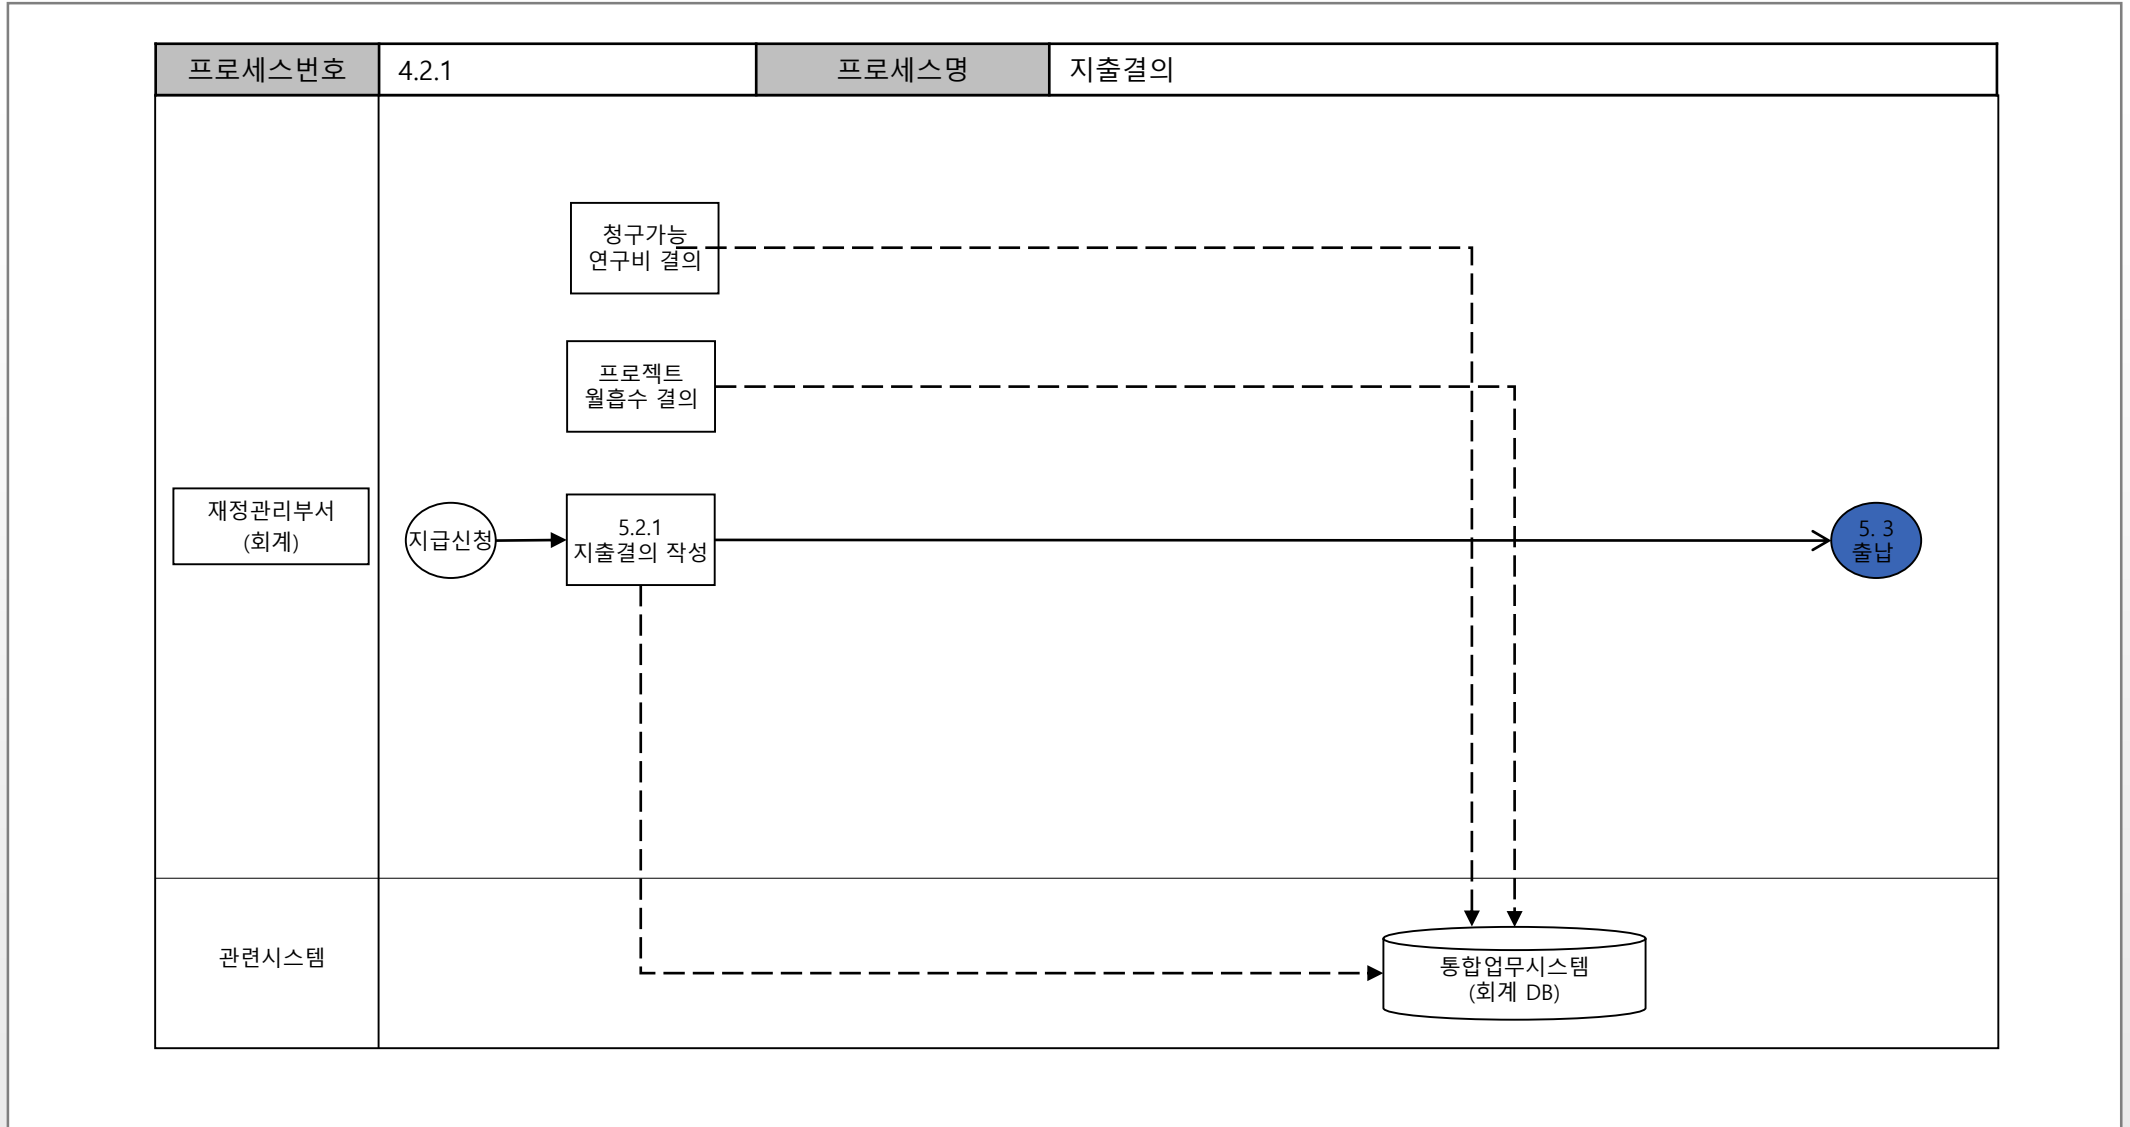 프로세스번호
4.2.1
프로세스명
지출결의
청구가능
연구비 결의
프로젝트
월흡수 결의
재정관리부서
(회계)
지급신청
5.2.1
지출결의 작성
5. 3
출납
관련시스템
통합업무시스템
(회계 DB)